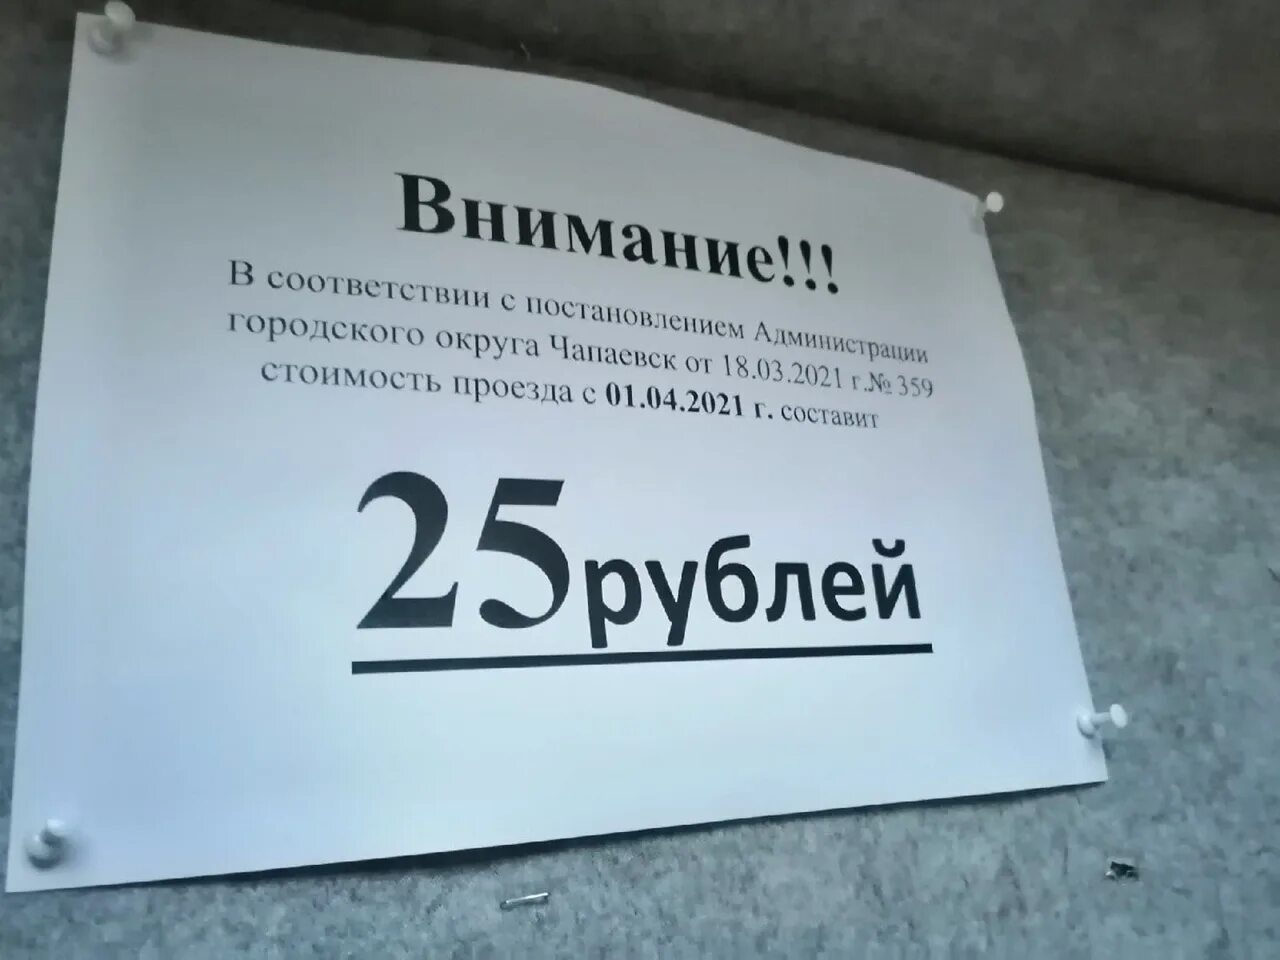 Внимание!!!
В соответствии с постановлением Администрации
городского округа Чапаевск от 18.03.2021 г.№ 359
стоимость проезда с 01.04.2021 г. составит
25рублей